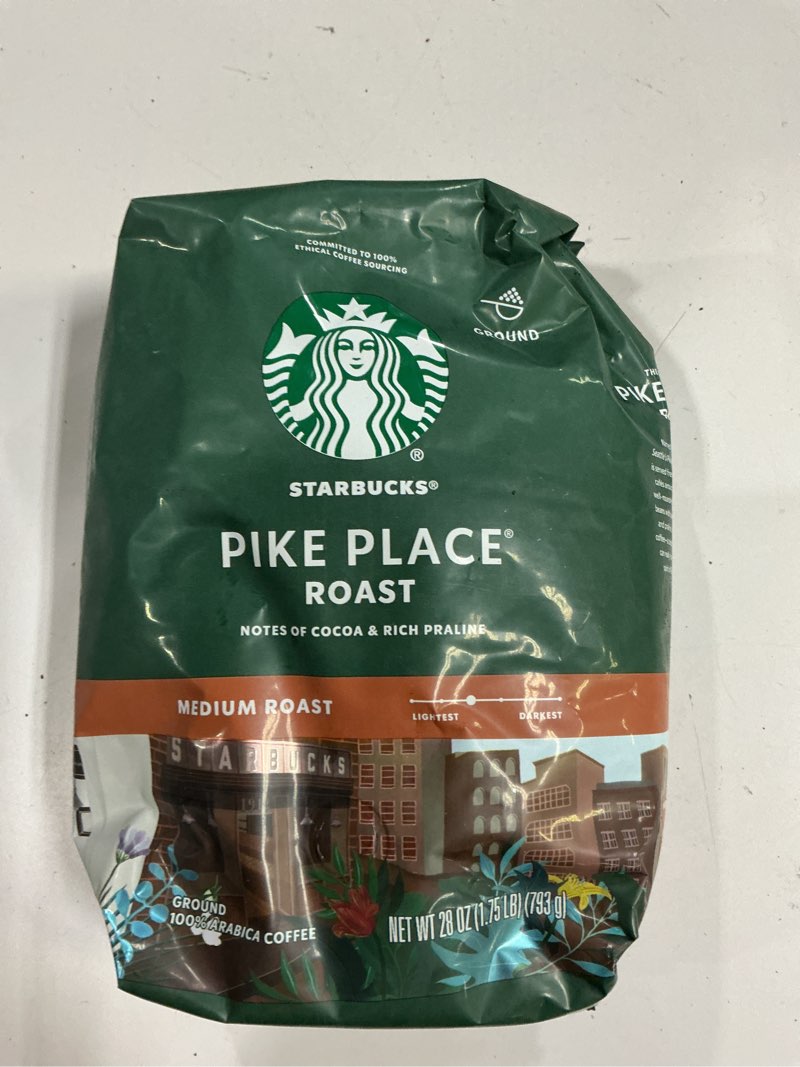 COMMITTED TO 100%
ETHICAL COFFEE SOURCING
GROUND
STARBUCKS®
PIKE PLACE®
ROAST
NOTES OF COCOA & RICH PRALINE
MEDIUM ROAST
LIGHTEST DARKEST
STARBUCKS
GROUND
100% ARABICA COFFEE
NET WT 28 OZ (1.75 LB) (793 g)
PIKE